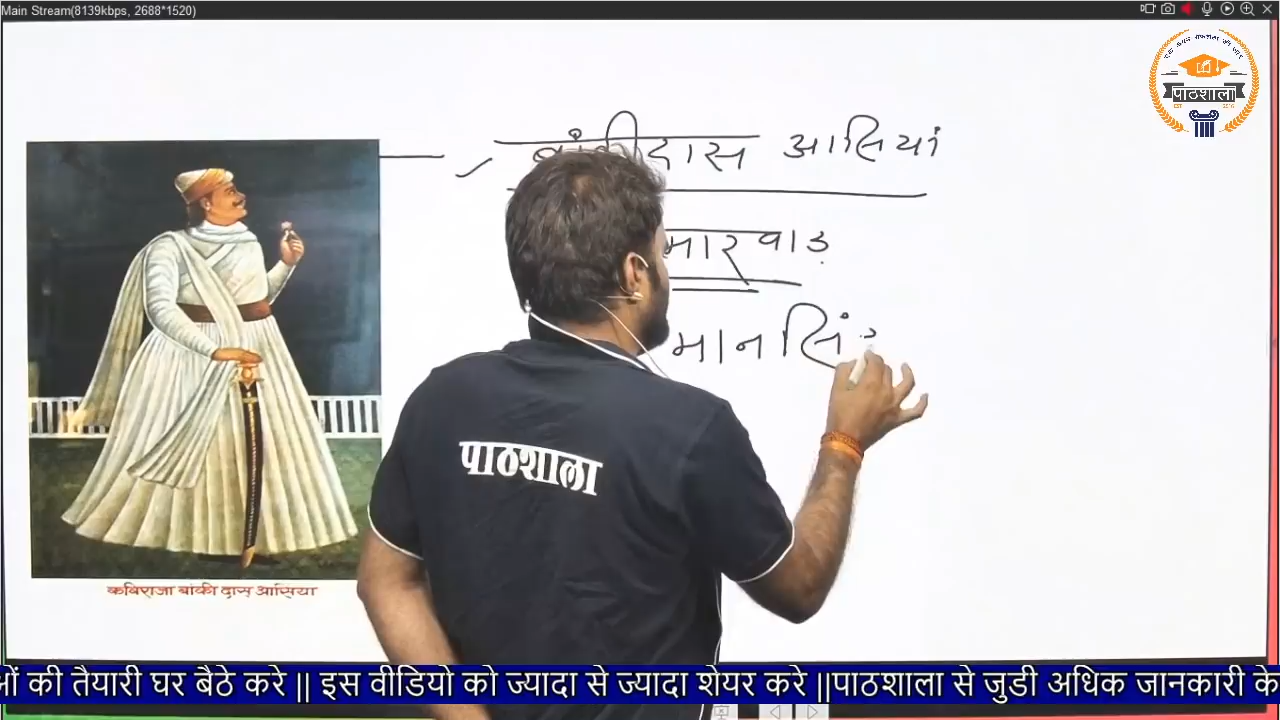 Main Stream(8139kbps, 2688*1520)
पाठशाला
बांकीदास आसियां
मारवाड़
मानसिं
पाठशाला
कविराजा बांकी दास आसिया
ओं की तैयारी घर बैठे करे || इस वीडियो को ज्यादा से ज्यादा शेयर करे ||पाठशाला से जुडी अधिक जानकारी के